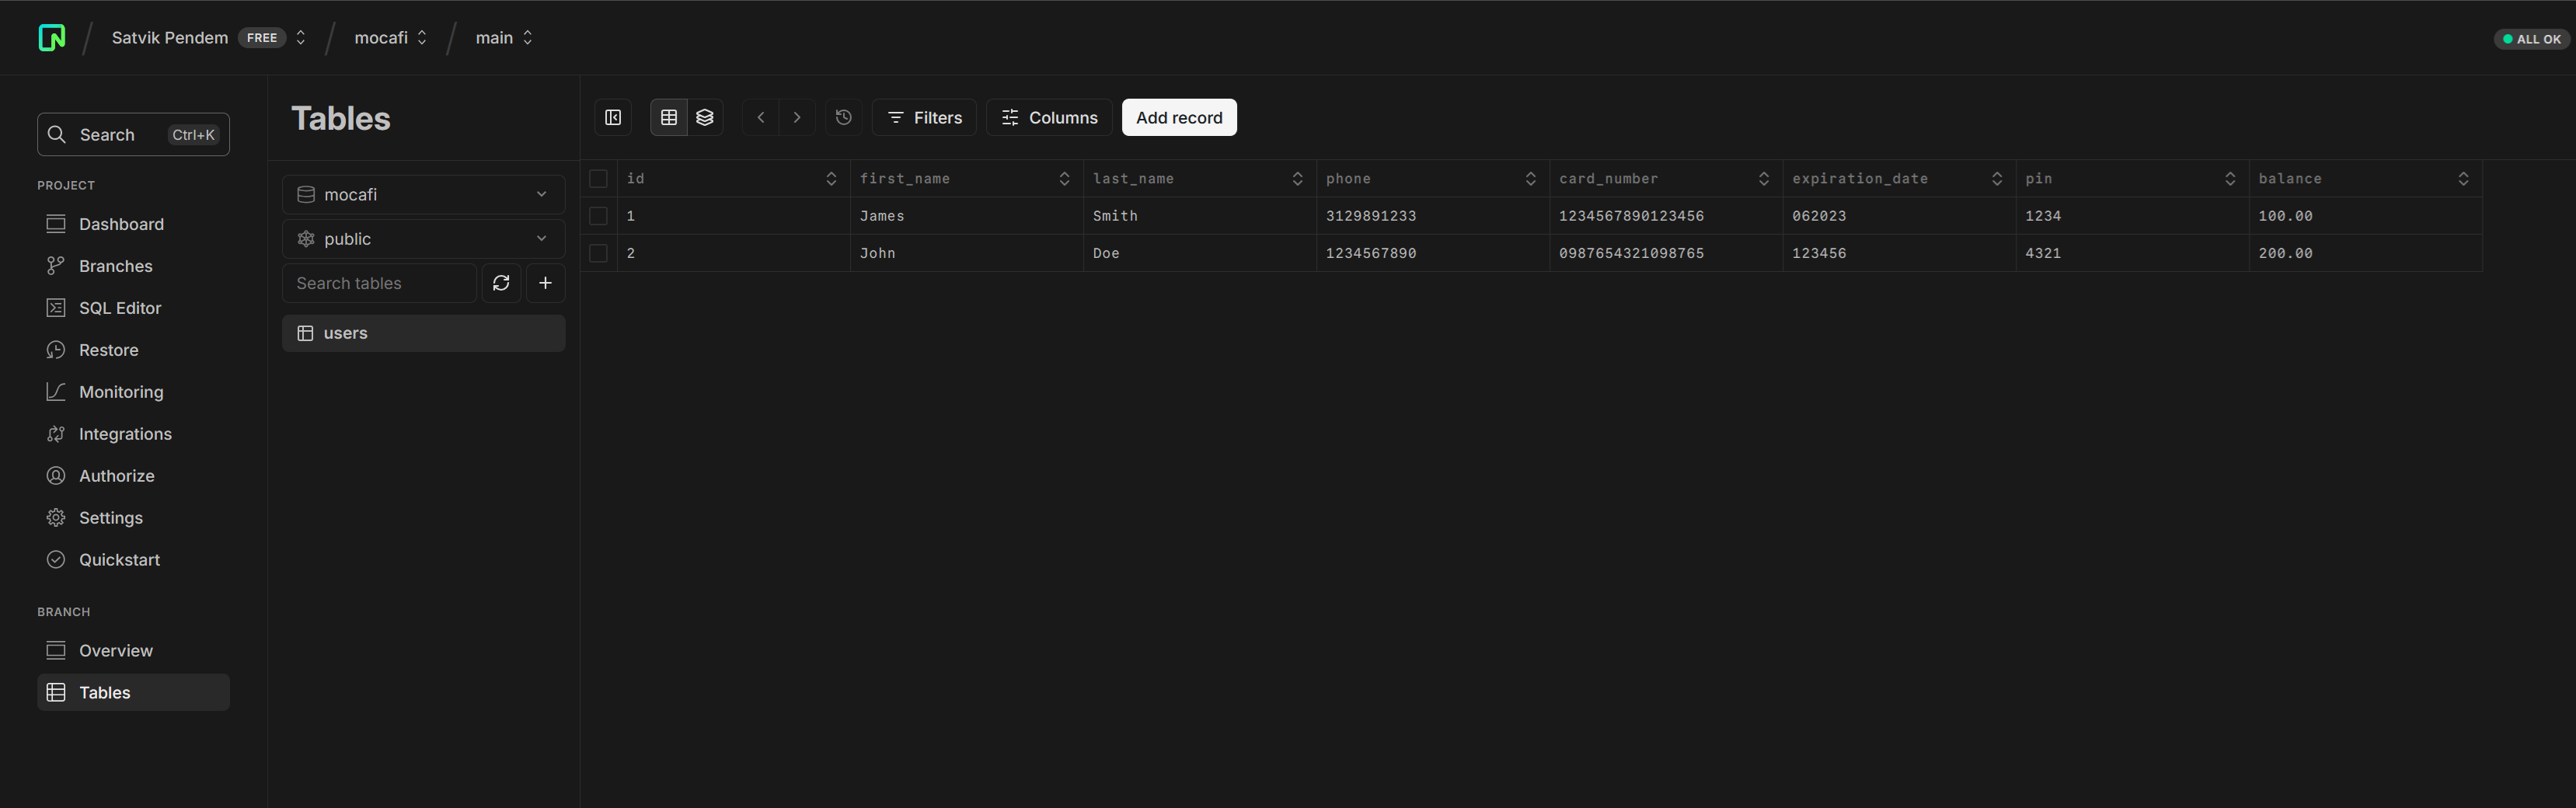 Satvik Pendem FREE mocafi main ALL OK
Search Ctrl+K
PROJECT
Dashboard
Branches
SQL Editor
Restore
Monitoring
Integrations
Authorize
Settings
Quickstart
BRANCH
Overview
Tables
Tables
mocafi
public
Search tables
users
Filters Columns Add record
id first_name last_name phone card_number expiration_date pin balance
1 James Smith 3129891233 1234567890123456 062023 1234 100.00
2 John Doe 1234567890 0987654321098765 123456 4321 200.00